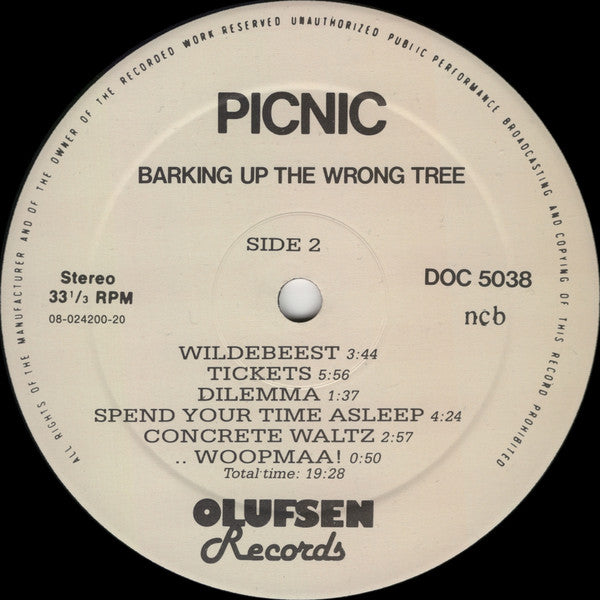 ALL RIGHTS OF THE MANUFACTURER AND OF THE OWNER OF THE RECORDED WORK RESERVED UNAUTHORIZED PUBLIC PERFORMANCE BROADCASTING AND COPYING OF THIS RECORD PROHIBITED
PICNIC
BARKING UP THE WRONG TREE
SIDE 2
Stereo
33 1/3 RPM
08-024200-20
DOC 5038
ncb
WILDEBEEST 3:44
TICKETS 5:56
DILEMMA 1:37
SPEND YOUR TIME ASLEEP 4:24
CONCRETE WALTZ 2:57
.. WOOPMAA! 0:50
Total time: 19:28
OLUFSEN
Records